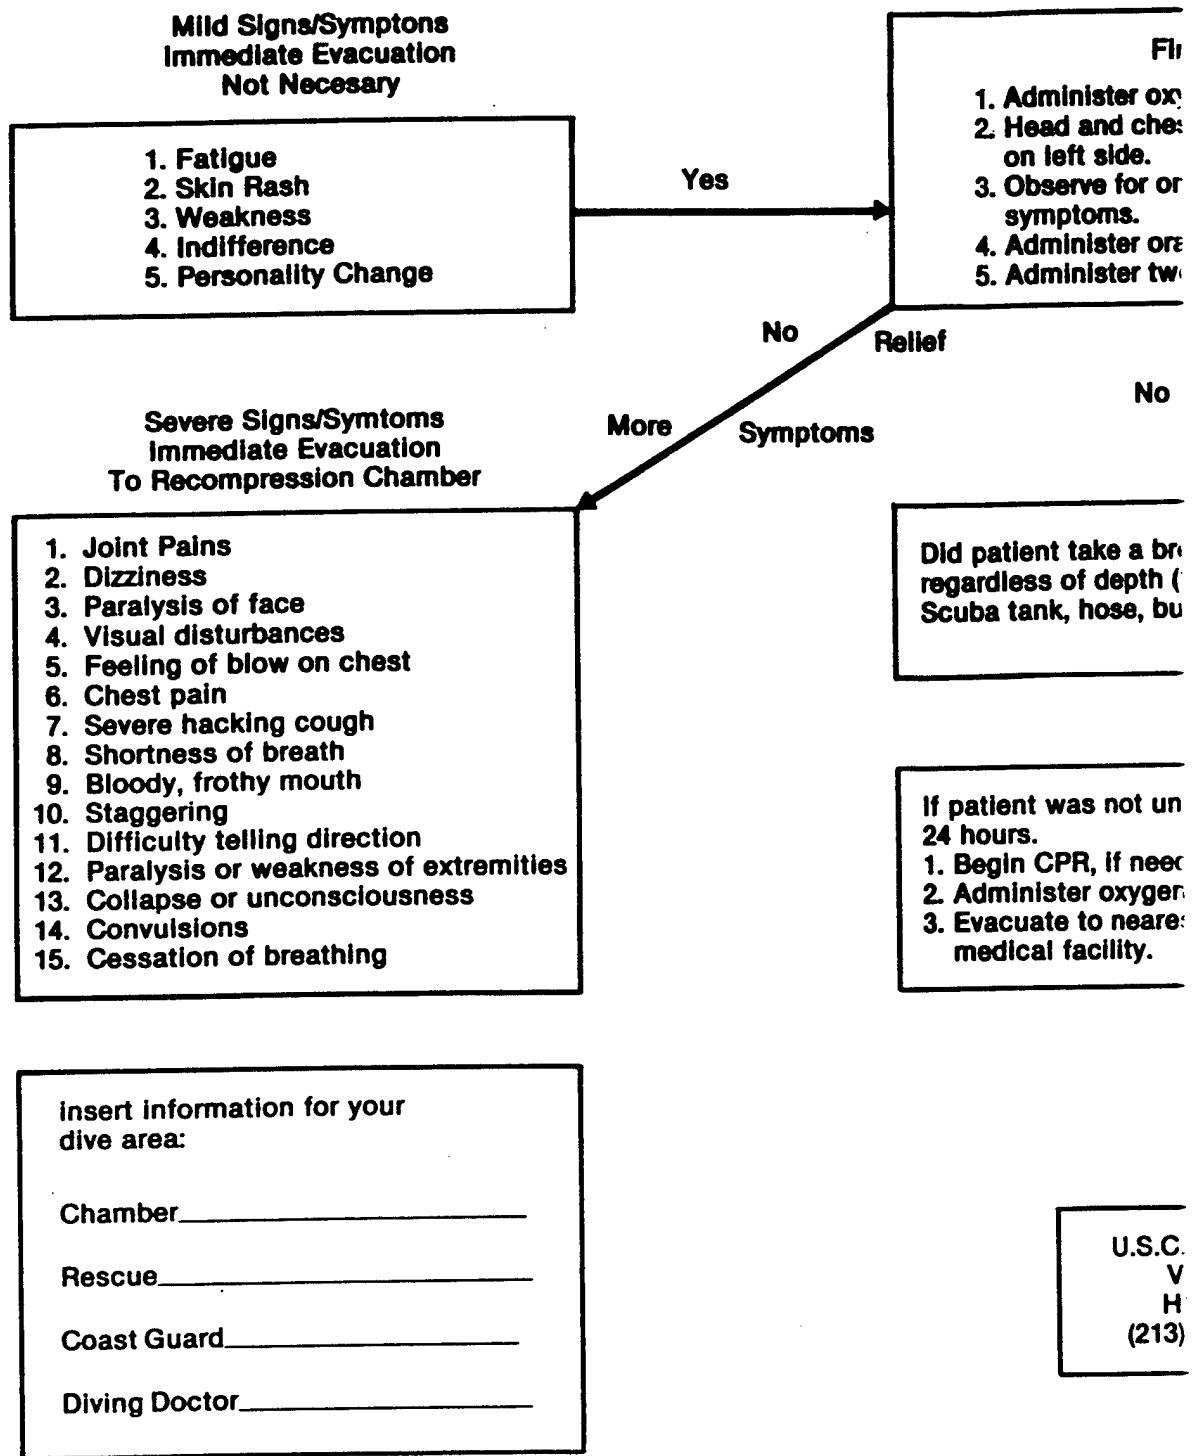 Mild Signs/Symptons
Immediate Evacuation
Not Necesary
1. Fatigue
2. Skin Rash
3. Weakness
4. Indifference
5. Personality Change
Yes
1. Administer
2. Head and
on left side.
3. Observe for
symptoms.
4. Administer
5. Administer
No Relief
More Symptoms
No
Severe Signs/Symtoms
Immediate Evacuation
To Recompression Chamber
1. Joint Pains
2. Dizziness
3. Paralysis of face
4. Visual disturbances
5. Feeling of blow on chest
6. Chest pain
7. Severe hacking cough
8. Shortness of breath
9. Bloody, frothy mouth
10. Staggering
11. Difficulty telling direction
12. Paralysis or weakness of extremities
13. Collapse or unconsciousness
14. Convulsions
15. Cessation of breathing
Did patient take a
regardless of depth (
Scuba tank, hose,
If patient was not
24 hours.
1. Begin CPR, if
2. Administer
3. Evacuate to
medical facility.
insert information for your
dive area:
Chamber
Rescue
Coast Guard
Diving Doctor
U.S.C.
(213)